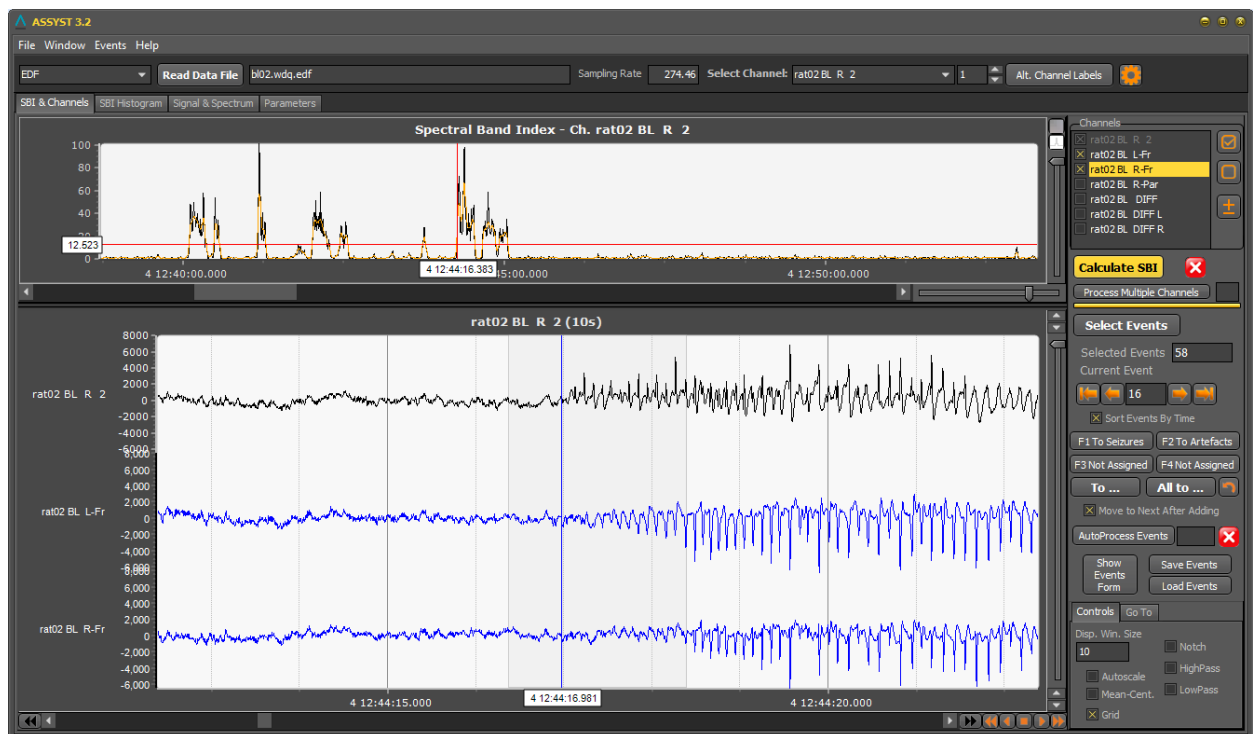 ASSYST 3.2
File Window Events Help
EDF Read Data File bl02.wdq.edf Sampling Rate 274.46 Select Channel: rat02 BL R 2 1 Alt. Channel Labels
SBI & Channels SBI Histogram Signal & Spectrum Parameters
Spectral Band Index - Ch. rat02 BL R 2
100
80
60
40
20
12.523
0
4 12:40:00.000 4 12:44:16.383 45:00.000 4 12:50:00.000
rat02 BL R 2 (10s)
8000
6000
4000
2000
rat02 BL R 2 0
-2000
-4000
-6000
8,000
6,000
4,000
2,000
rat02 BL L-Fr 0
-2,000
-4,000
6,000
4,000
2,000
rat02 BL R-Fr 0
-2,000
-4,000
-6,000
4 12:44:15.000 4 12:44:16.981 4 12:44:20.000
Channels
rat02 BL R 2
rat02 BL L-Fr
rat02 BL R-Fr
rat02 BL R-Par
rat02 BL DIFF
rat02 BL DIFF L
rat02 BL DIFF R
Calculate SBI
Process Multiple Channels
Select Events
Selected Events 58
Current Event
16
Sort Events By Time
F1 To Seizures F2 To Artefacts
F3 Not Assigned F4 Not Assigned
To ... All to ...
Move to Next After Adding
AutoProcess Events
Show Events Form
Save Events
Load Events
Controls Go To
Disp. Win. Size
10
Notch
HighPass
Autoscale
LowPass
Mean-Cent.
Grid